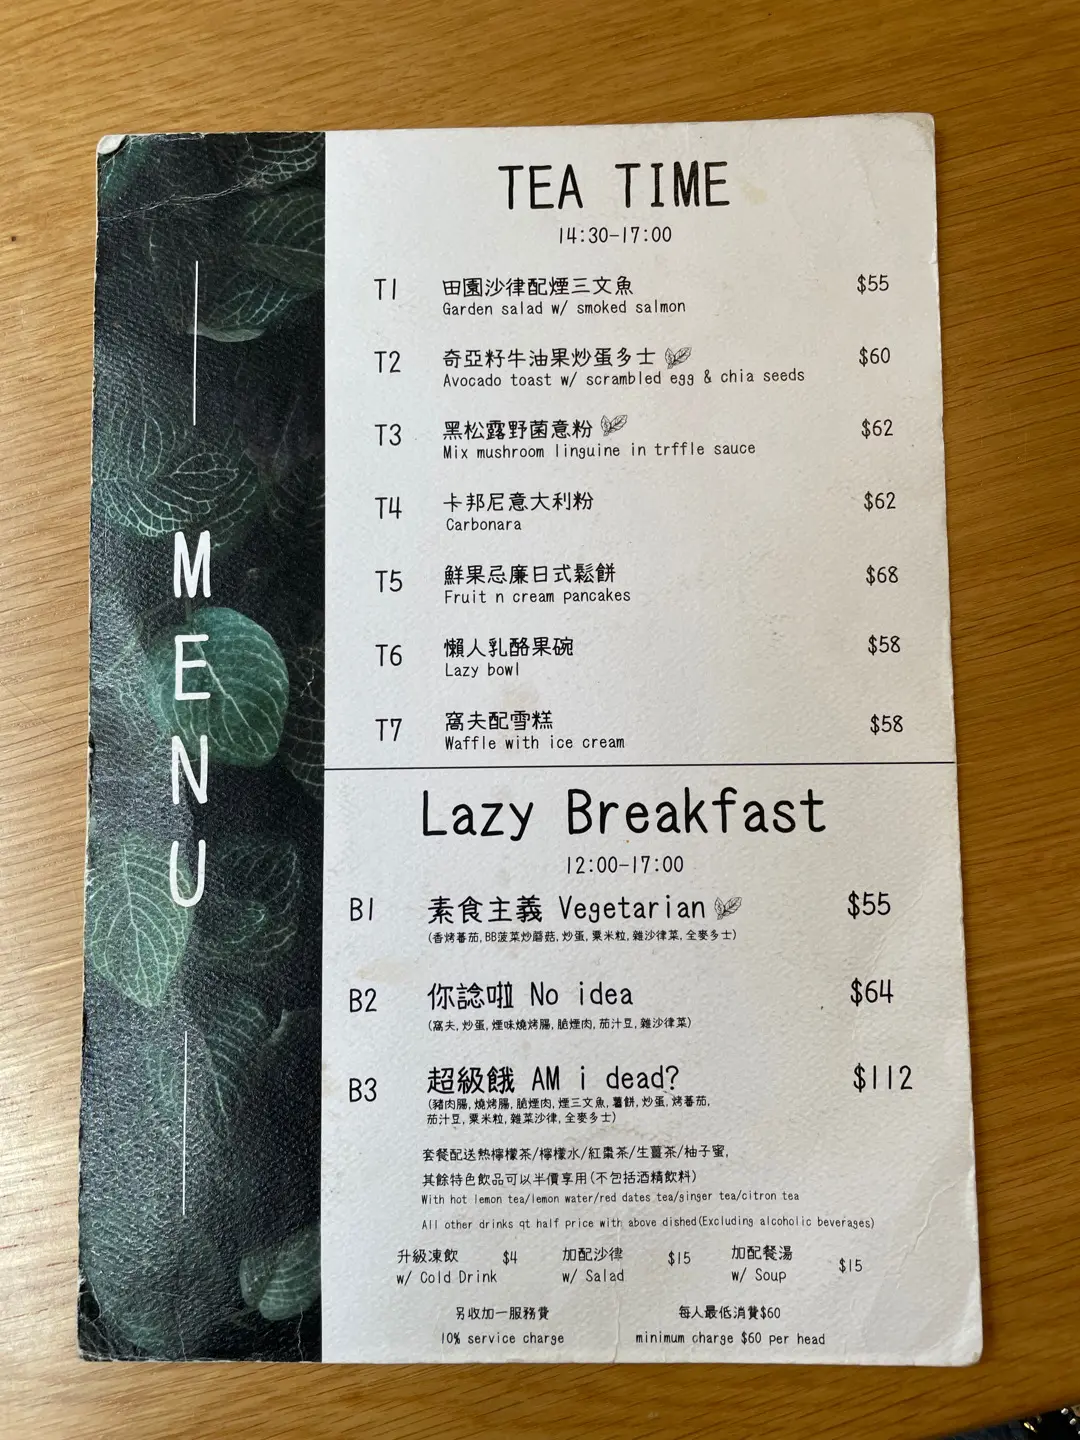 MENU
TEA TIME
14:30-17:00
T1 田園沙律配煙三文魚 $55
Garden salad w/ smoked salmon
T2 奇亞籽牛油果炒蛋多士 $60
Avocado toast w/ scrambled egg & chia seeds
T3 黑松露野菌意粉 $62
Mix mushroom linguine in trffle sauce
T4 卡邦尼意大利粉 $62
Carbonara
T5 鮮果忌廉日式鬆餅 $68
Fruit n cream pancakes
T6 懶人乳酪果碗 $58
Lazy bowl
T7 窩夫配雪糕 $58
Waffle with ice cream
Lazy Breakfast
12:00-17:00
B1 素食主義 Vegetarian $55
(香烤蕃茄, BB菠菜炒蘑菇, 炒蛋, 粟米粒, 雜沙律菜, 全麥多士)
B2 你諗啦 No idea $64
(窩夫, 炒蛋, 煙味燒烤腸, 脆煙肉, 茄汁豆, 雜沙律菜)
B3 超級餓 AM i dead? $112
(豬肉腸, 燒烤腸, 脆煙肉, 煙三文魚, 薯餅, 炒蛋, 烤蕃茄,
茄汁豆, 粟米粒, 雜菜沙律, 全麥多士)
套餐配送熱檸檬茶/檸檬水/紅棗茶/生薑茶/柚子蜜,
其餘特色飲品可以半價享用(不包括酒精飲料)
With hot lemon tea/lemon water/red dates tea/ginger tea/citron tea
All other drinks qt half price with above dished(Excluding alcoholic beverages)
升級凍飲 $4 加配沙律 $15 加配餐湯 $15
w/ Cold Drink w/ Salad w/ Soup
另收加一服務費 每人最低消費$60
10% service charge minimum charge $60 per head